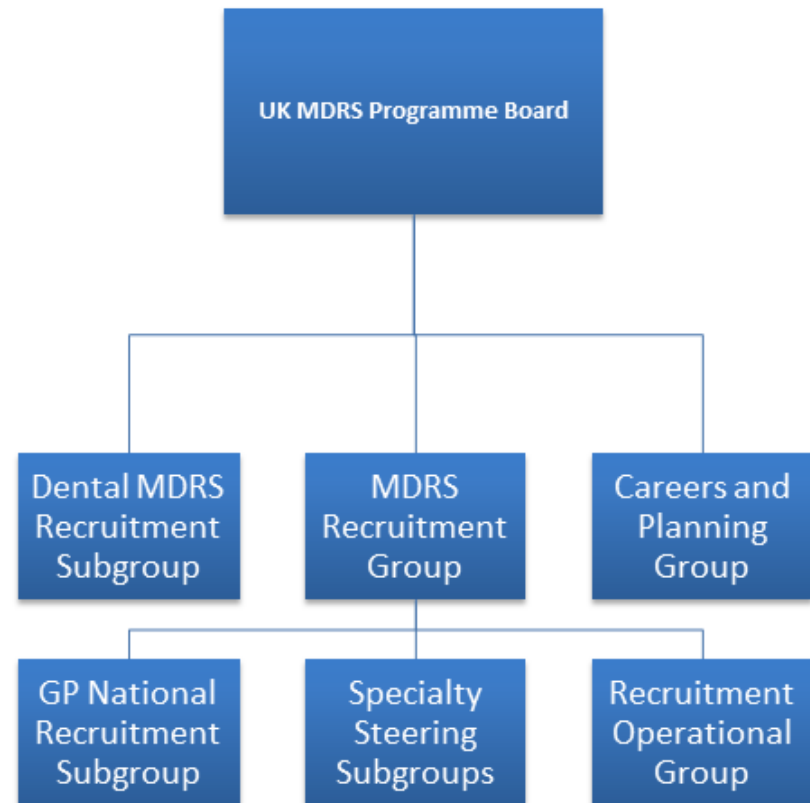 UK MDRS Programme Board
Dental MDRS
Recruitment
Subgroup
MDRS
Recruitment
Group
Careers and
Planning
Group
GP National
Recruitment
Subgroup
Specialty
Steering
Subgroups
Recruitment
Operational
Group